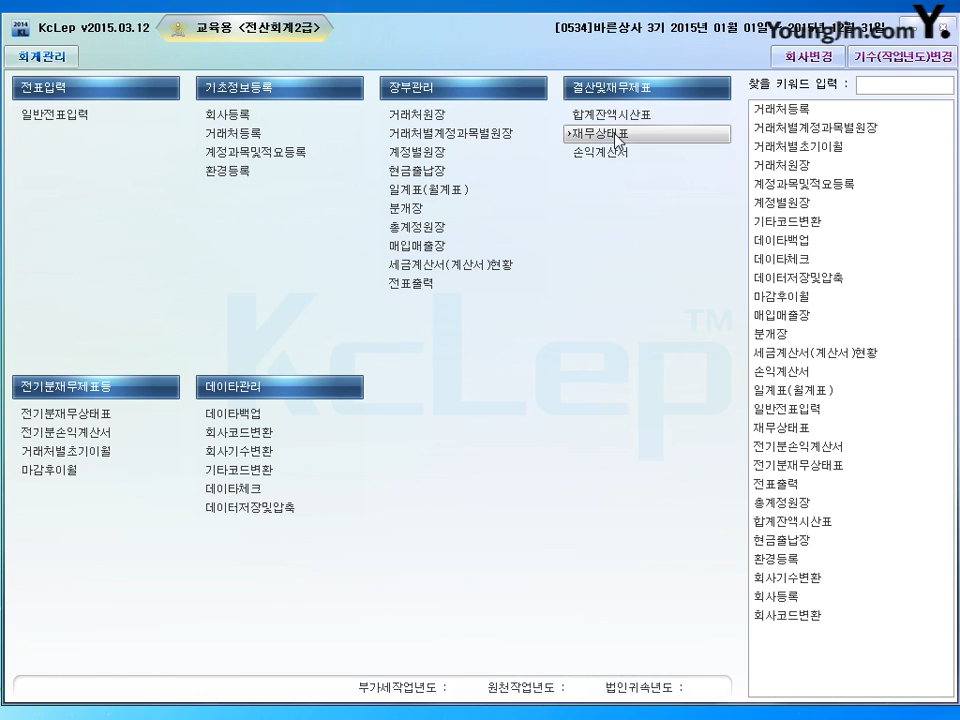 KcLep v2015.03.12
교육용 <전산회계2급>
[0534]바른상사 3기 2015년 01월 01일~2015년 12월 31일
YoungJin.com Y.
회계관리
회사변경
기수(작업년도)변경
전표입력
일반전표입력
기초정보등록
회사등록
거래처등록
계정과목및적요등록
환경등록
장부관리
거래처원장
거래처별계정과목별원장
계정별원장
현금출납장
일계표(월계표)
분개장
총계정원장
매입매출장
세금계산서(계산서)현황
전표출력
결산및재무제표
합계잔액시산표
재무상태표
손익계산서
전기분재무제표등
전기분재무상태표
전기분손익계산서
거래처별초기이월
마감후이월
데이타관리
데이타백업
회사코드변환
회사기수변환
기타코드변환
데이타체크
데이터저장및압축
찾을 키워드 입력 :
거래처등록
거래처별계정과목별원장
거래처별초기이월
거래처원장
계정과목및적요등록
계정별원장
기타코드변환
데이타백업
데이타체크
데이터저장및압축
마감후이월
매입매출장
분개장
세금계산서(계산서)현황
손익계산서
일계표(월계표)
일반전표입력
재무상태표
전기분손익계산서
전기분재무상태표
전표출력
총계정원장
합계잔액시산표
현금출납장
환경등록
회사기수변환
회사등록
회사코드변환
KcLep™
부가세작업년도 :
원천작업년도 :
법인귀속년도 :